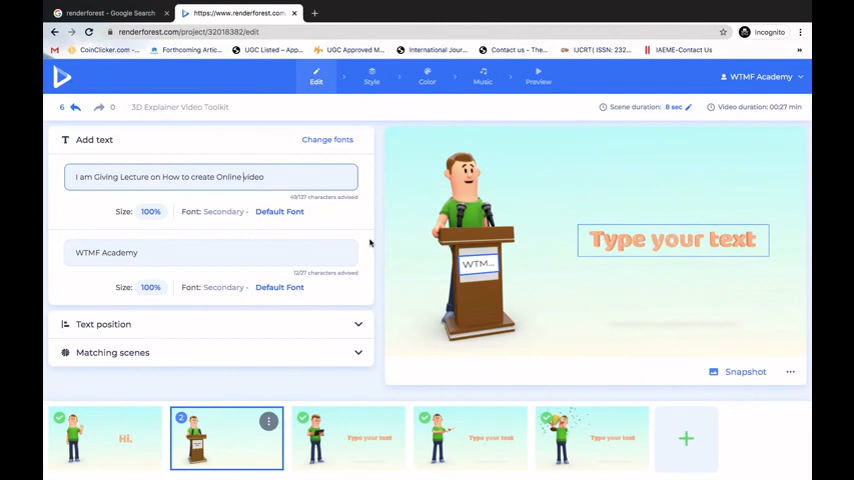 renderforest - Google Search
https://www.renderforest.com/p
renderforest.com/project/32018382/edit
Incognito
CoinClicker.com -...
Forthcoming Artic...
UGC Listed – App...
UGC Approved M...
International Jour...
Contact us - The...
IJCRT( ISSN: 232...
IAEME-Contact Us
Edit
Style
Color
Music
Preview
WTMF Academy
6
0
3D Explainer Video Toolkit
Scene duration: 8 sec
Video duration: 00:27 min
Add text
Change fonts
I am Giving Lecture on How to create Online video
49/137 characters advised
Size: 100%
Font: Secondary -
Default Font
WTMF Academy
12/27 characters advised
Size: 100%
Font: Secondary -
Default Font
Text position
Matching scenes
WTM...
Type your text
Snapshot
Hi.
2
Type your text
Type your text
Type your text